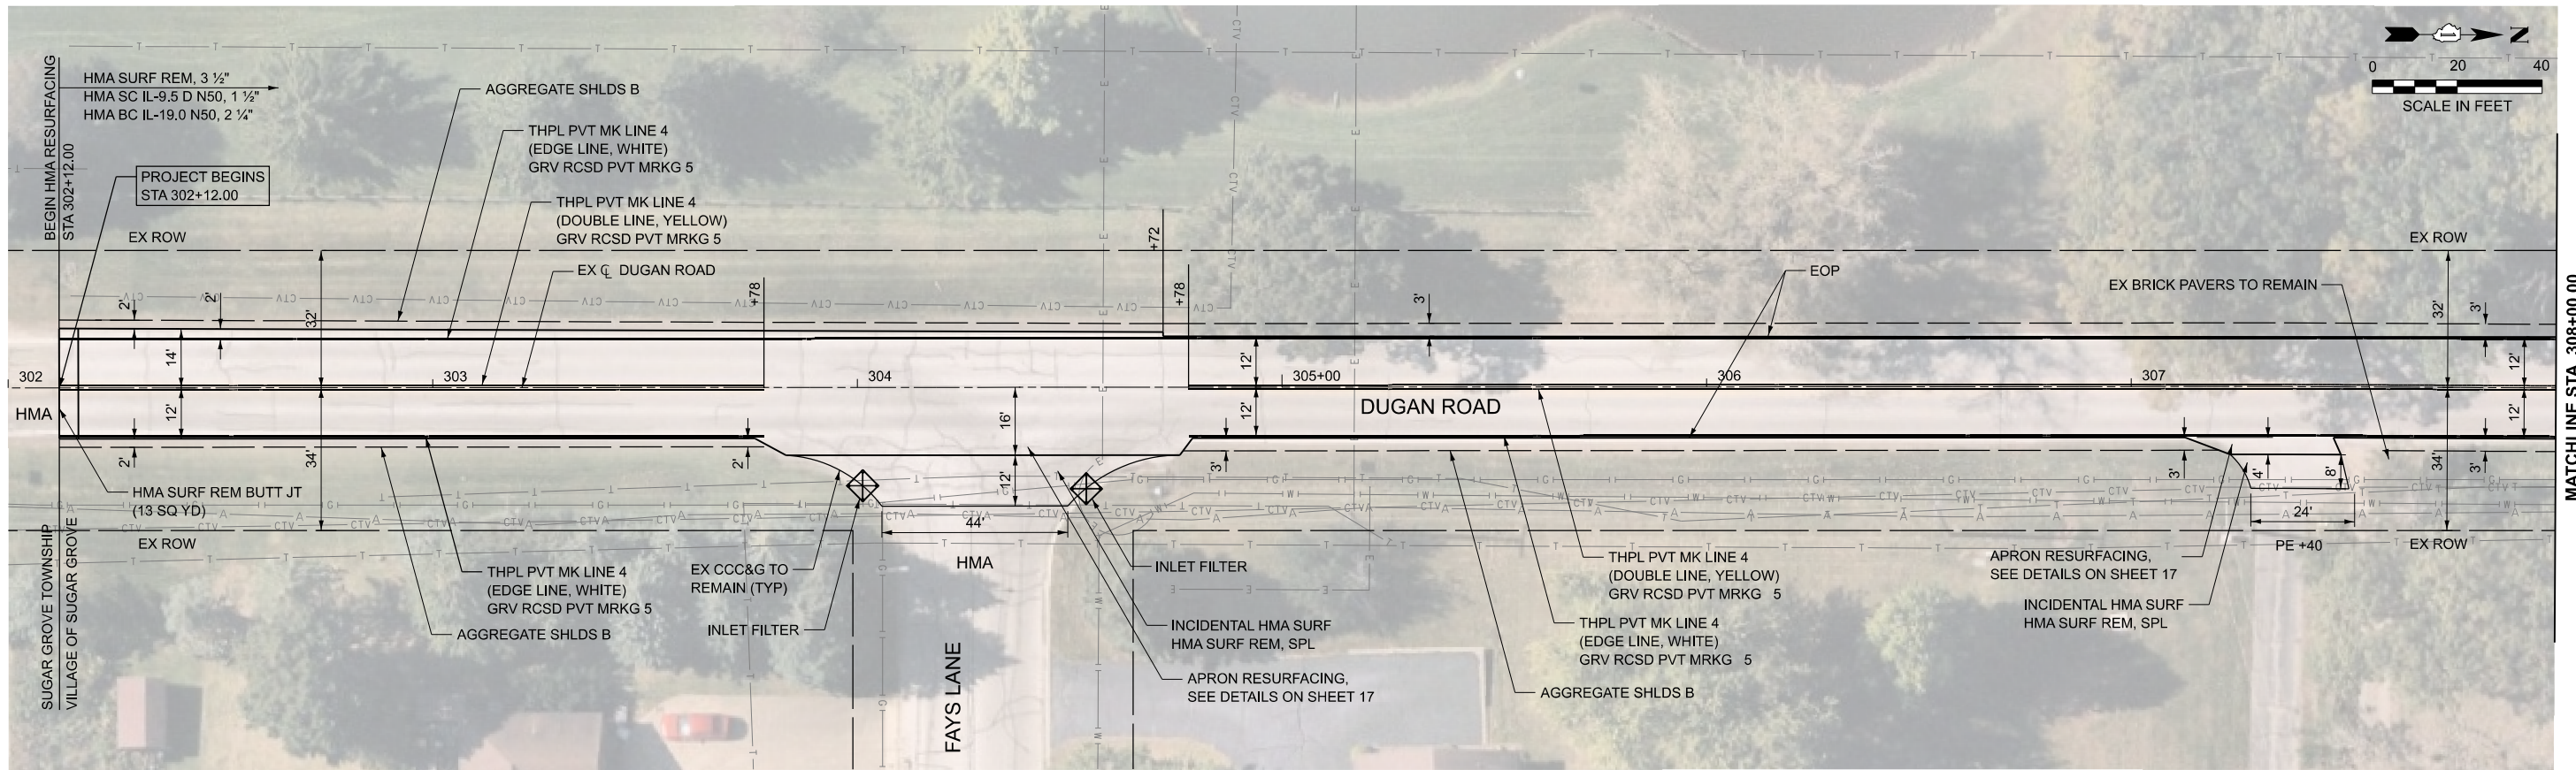 BEGIN HMA RESURFACING
STA 302+12.00
HMA SURF REM, 3 ½"
HMA SC IL-9.5 D N50, 1 ½"
HMA BC IL-19.0 N50, 2 ¼"
PROJECT BEGINS
STA 302+12.00
AGGREGATE SHLDS B
THPL PVT MK LINE 4
(EDGE LINE, WHITE)
GRV RCSD PVT MRKG 5
THPL PVT MK LINE 4
(DOUBLE LINE, YELLOW)
GRV RCSD PVT MRKG 5
EX ℄ DUGAN ROAD
EX ROW
N
0 20 40
SCALE IN FEET
+72
+78
+78
EOP
EX ROW
EX BRICK PAVERS TO REMAIN
2'
2'
32'
3'
32'
3'
14'
12'
12'
302
303
304
305+00
306
307
HMA
12'
16'
12'
DUGAN ROAD
12'
2'
34'
2'
12'
3'
3'
4'
8'
34'
3'
44'
24'
HMA SURF REM BUTT JT
(13 SQ YD)
EX ROW
HMA
PE +40
EX ROW
SUGAR GROVE TOWNSHIP
VILLAGE OF SUGAR GROVE
THPL PVT MK LINE 4
(EDGE LINE, WHITE)
GRV RCSD PVT MRKG 5
AGGREGATE SHLDS B
EX CCC&G TO
REMAIN (TYP)
INLET FILTER
FAYS LANE
INLET FILTER
INCIDENTAL HMA SURF
HMA SURF REM, SPL
APRON RESURFACING,
SEE DETAILS ON SHEET 17
THPL PVT MK LINE 4
(DOUBLE LINE, YELLOW)
GRV RCSD PVT MRKG 5
THPL PVT MK LINE 4
(EDGE LINE, WHITE)
GRV RCSD PVT MRKG 5
AGGREGATE SHLDS B
APRON RESURFACING,
SEE DETAILS ON SHEET 17
INCIDENTAL HMA SURF
HMA SURF REM, SPL
MATCHLINE STA. 308+00.00